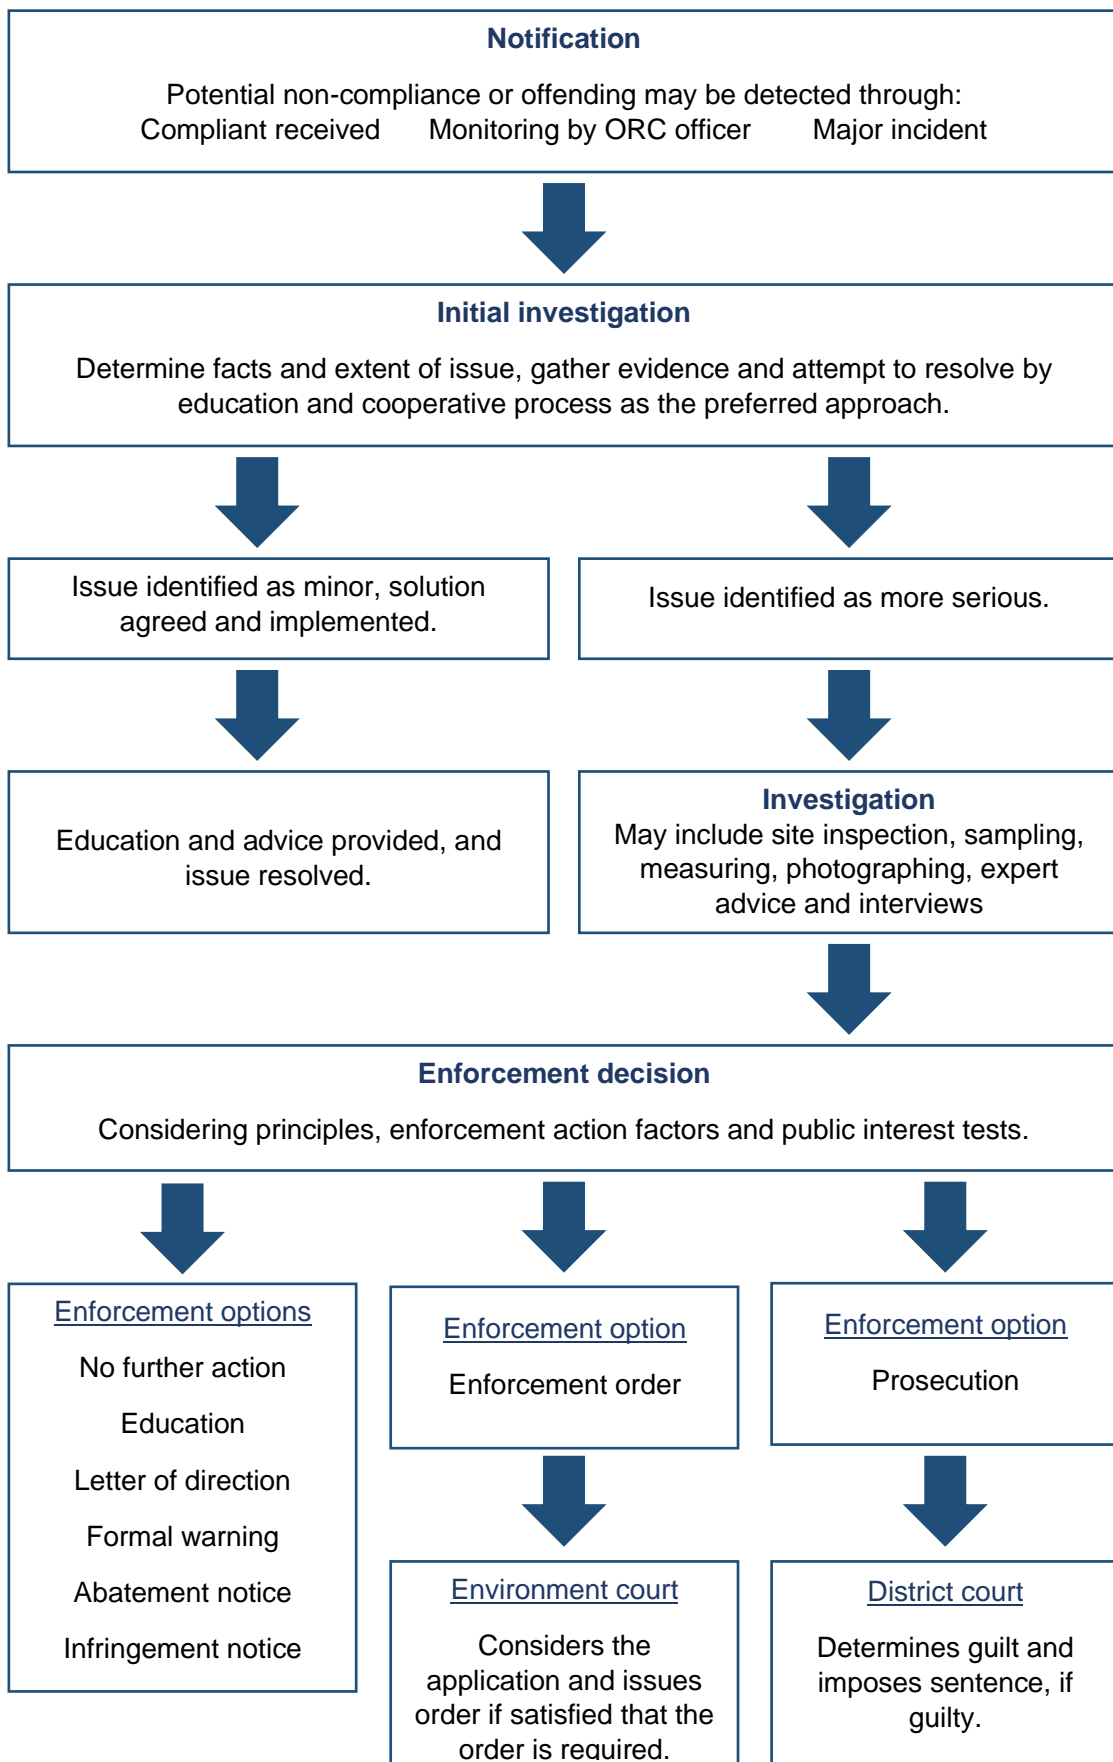 Notification
Potential non-compliance or offending may be detected through:
Compliant received Monitoring by ORC officer Major incident
Initial investigation
Determine facts and extent of issue, gather evidence and attempt to resolve by
education and cooperative process as the preferred approach.
Issue identified as minor, solution
agreed and implemented.
Issue identified as more serious.
Education and advice provided, and
issue resolved.
Investigation
May include site inspection, sampling,
measuring, photographing, expert
advice and interviews
Enforcement decision
Considering principles, enforcement action factors and public interest tests.
Enforcement options
No further action
Education
Letter of direction
Formal warning
Abatement notice
Infringement notice
Enforcement option
Enforcement order
Enforcement option
Prosecution
Environment court
Considers the
application and issues
order if satisfied that the
order is required.
District court
Determines guilt and
imposes sentence, if
guilty.